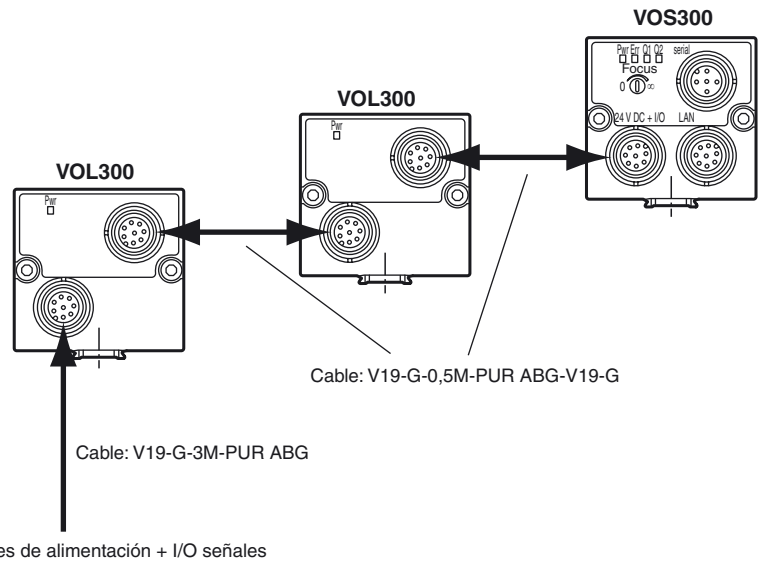 VOS300
Pwr Err Q1 Q2 serial
Focus
0 ∞
24 V DC + I/O LAN
VOL300
Pwr
VOL300
Pwr
Cable: V19-G-0,5M-PUR ABG-V19-G
Cable: V19-G-3M-PUR ABG
es de alimentación + I/O señales